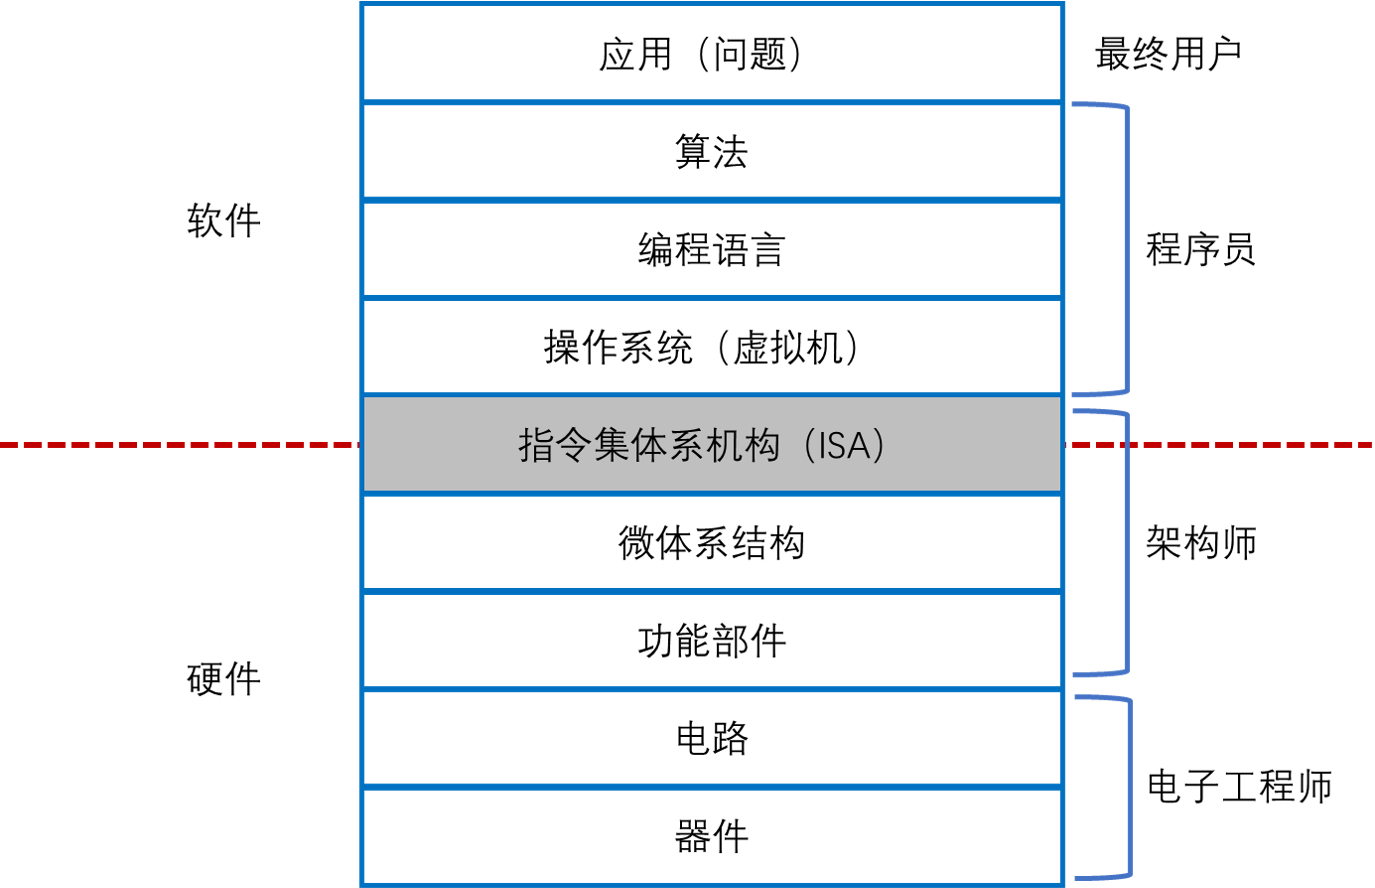 应用（问题）
最终用户
算法
软件
编程语言
程序员
操作系统（虚拟机）
指令集体系机构（ISA）
微体系结构
架构师
功能部件
硬件
电路
电子工程师
器件